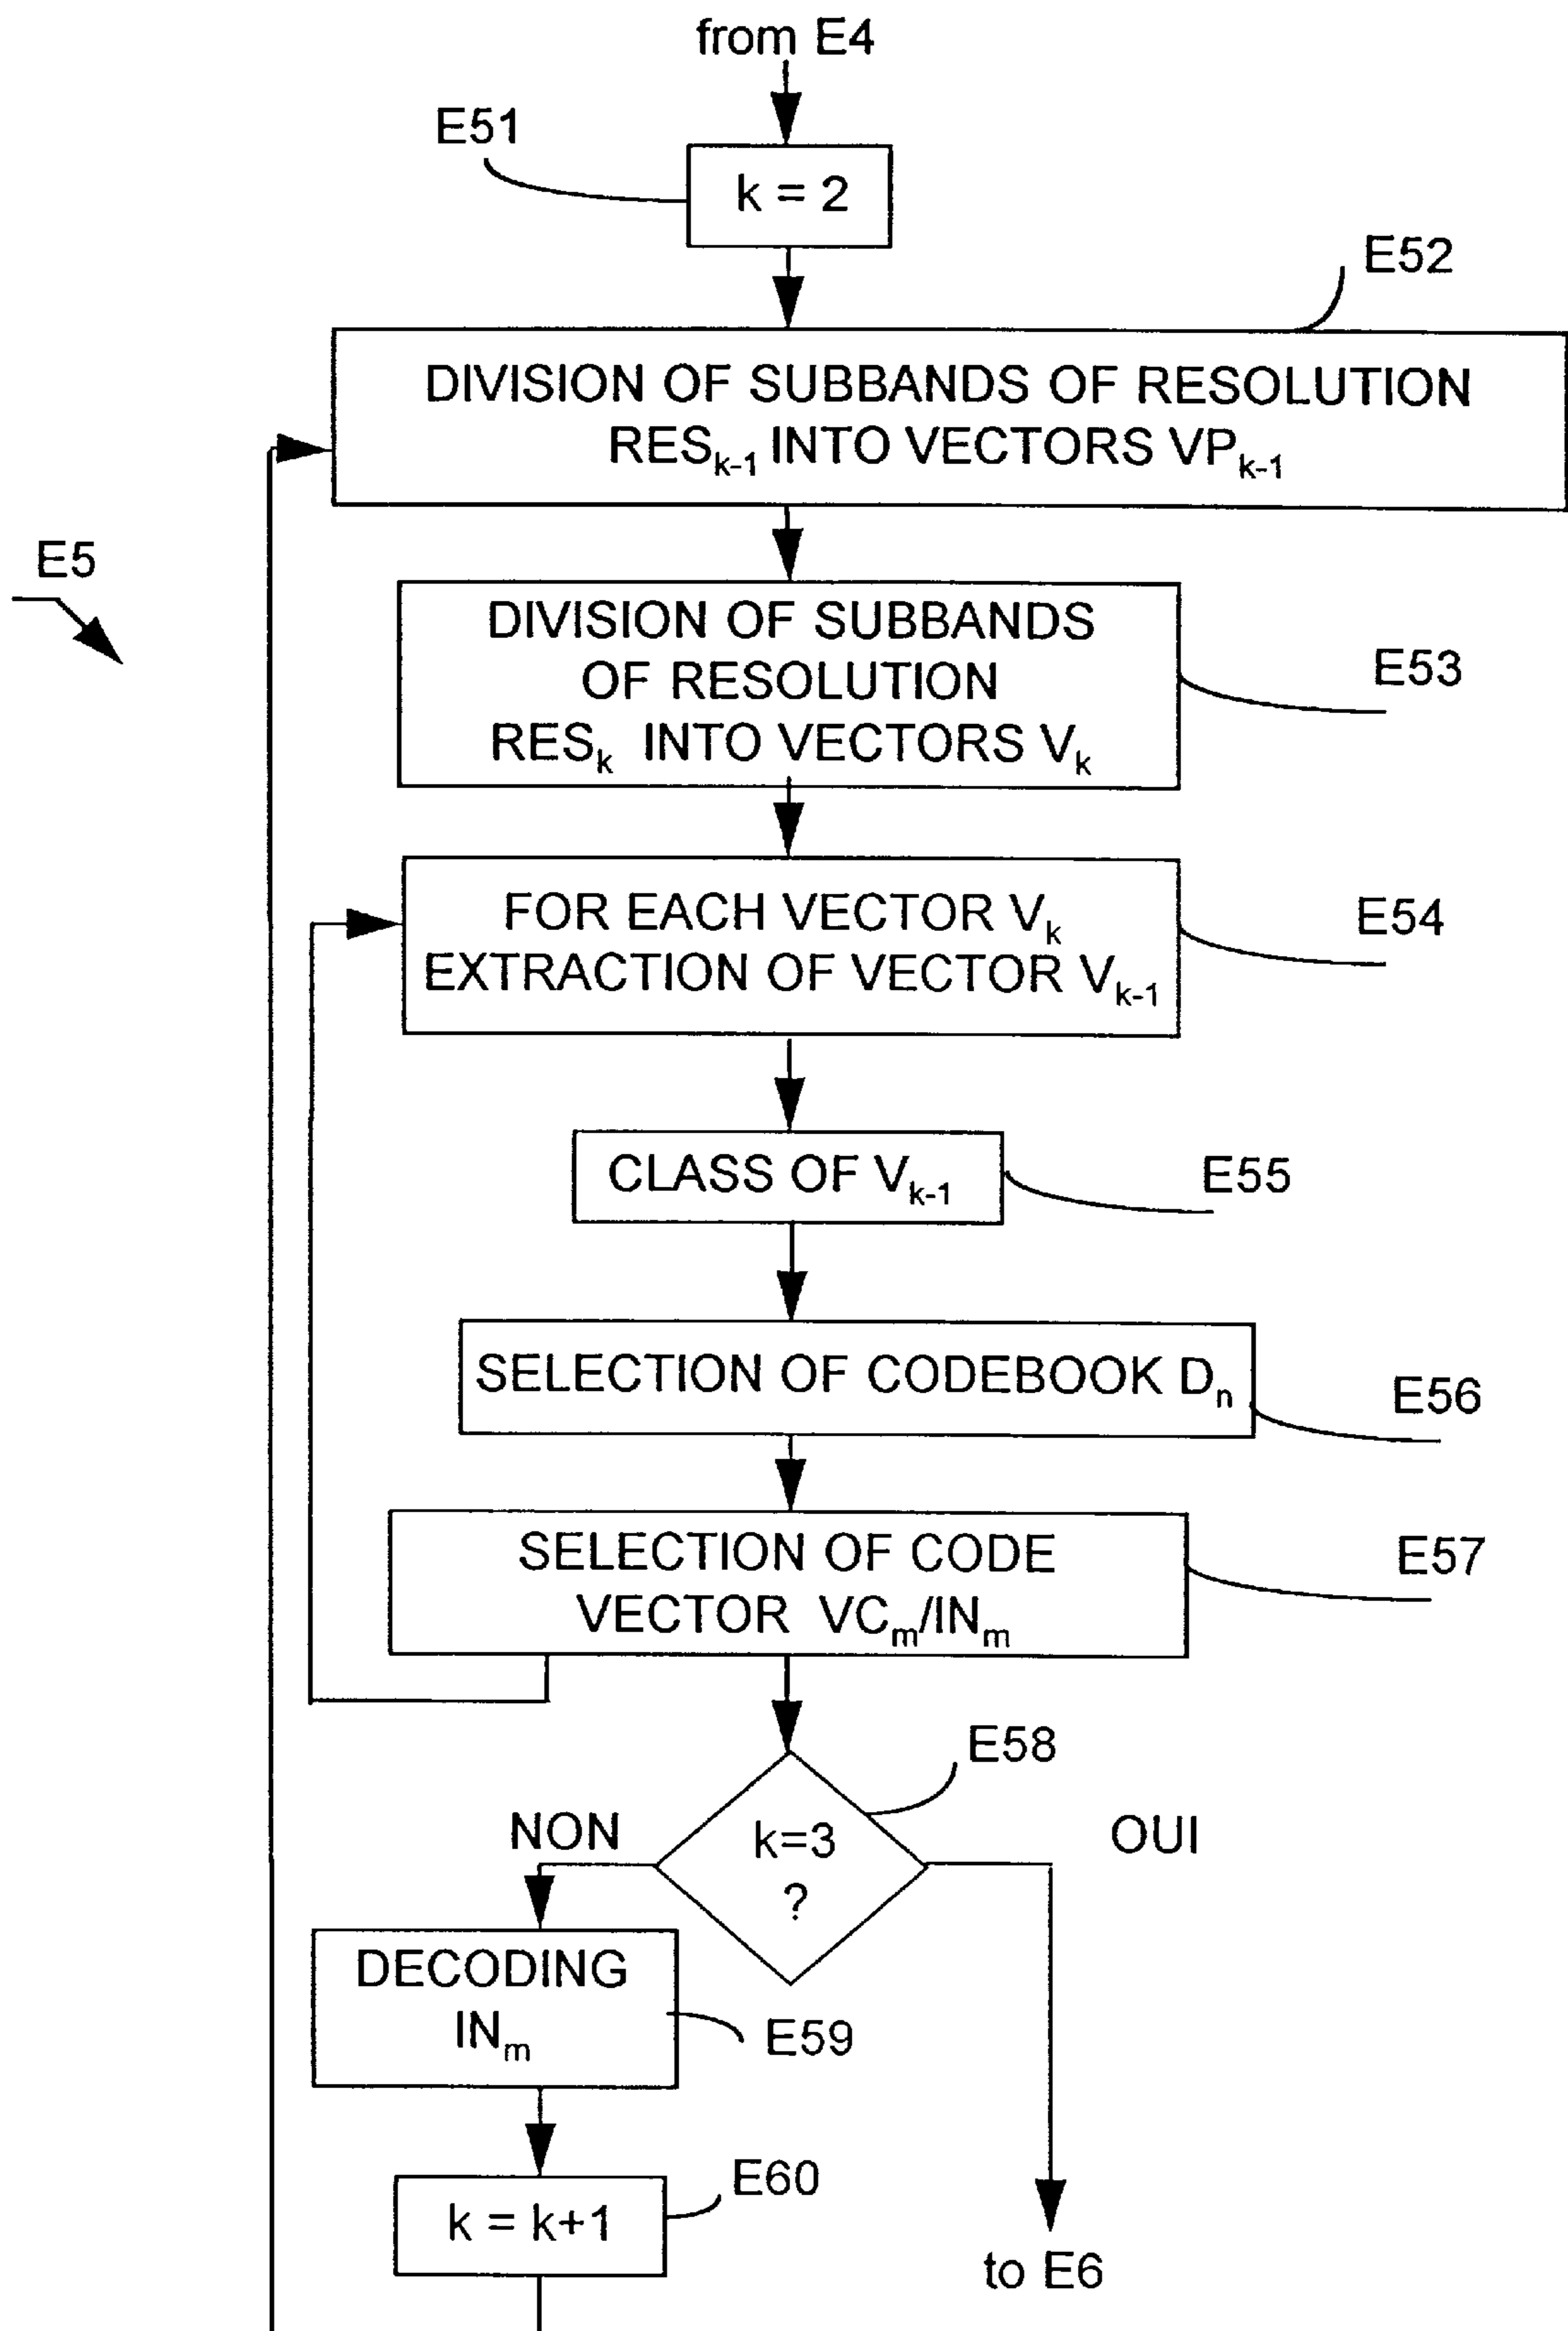 from E4
E51
k = 2
E52
DIVISION OF SUBBANDS OF RESOLUTION
RESₖ₋₁ INTO VECTORS VPₖ₋₁
E5
DIVISION OF SUBBANDS
OF RESOLUTION
RESₖ INTO VECTORS Vₖ
E53
FOR EACH VECTOR Vₖ
EXTRACTION OF VECTOR Vₖ₋₁
E54
CLASS OF Vₖ₋₁
E55
SELECTION OF CODEBOOK Dₙ
E56
SELECTION OF CODE
VECTOR VCₘ/INₘ
E57
E58
NON
k=3
?
OUI
DECODING
INₘ
E59
k = k+1
E60
to E6